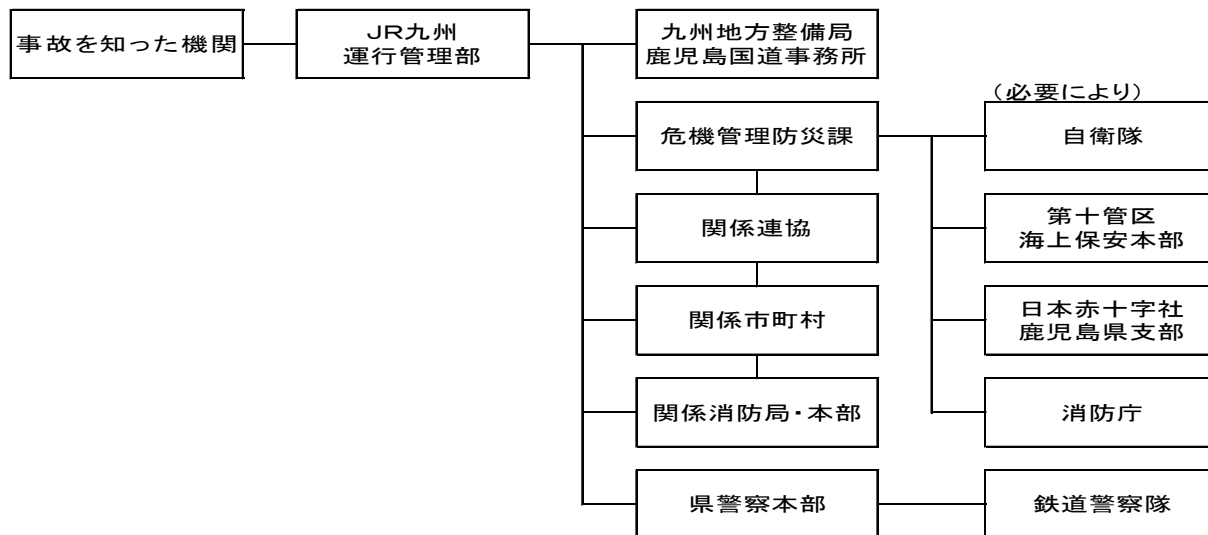 事故を知った機関
JR九州
運行管理部
九州地方整備局
鹿児島国道事務所
(必要により)
危機管理防災課
自衛隊
関係連協
第十管区
海上保安本部
関係市町村
日本赤十字社
鹿児島県支部
関係消防局・本部
消防庁
県警察本部
鉄道警察隊